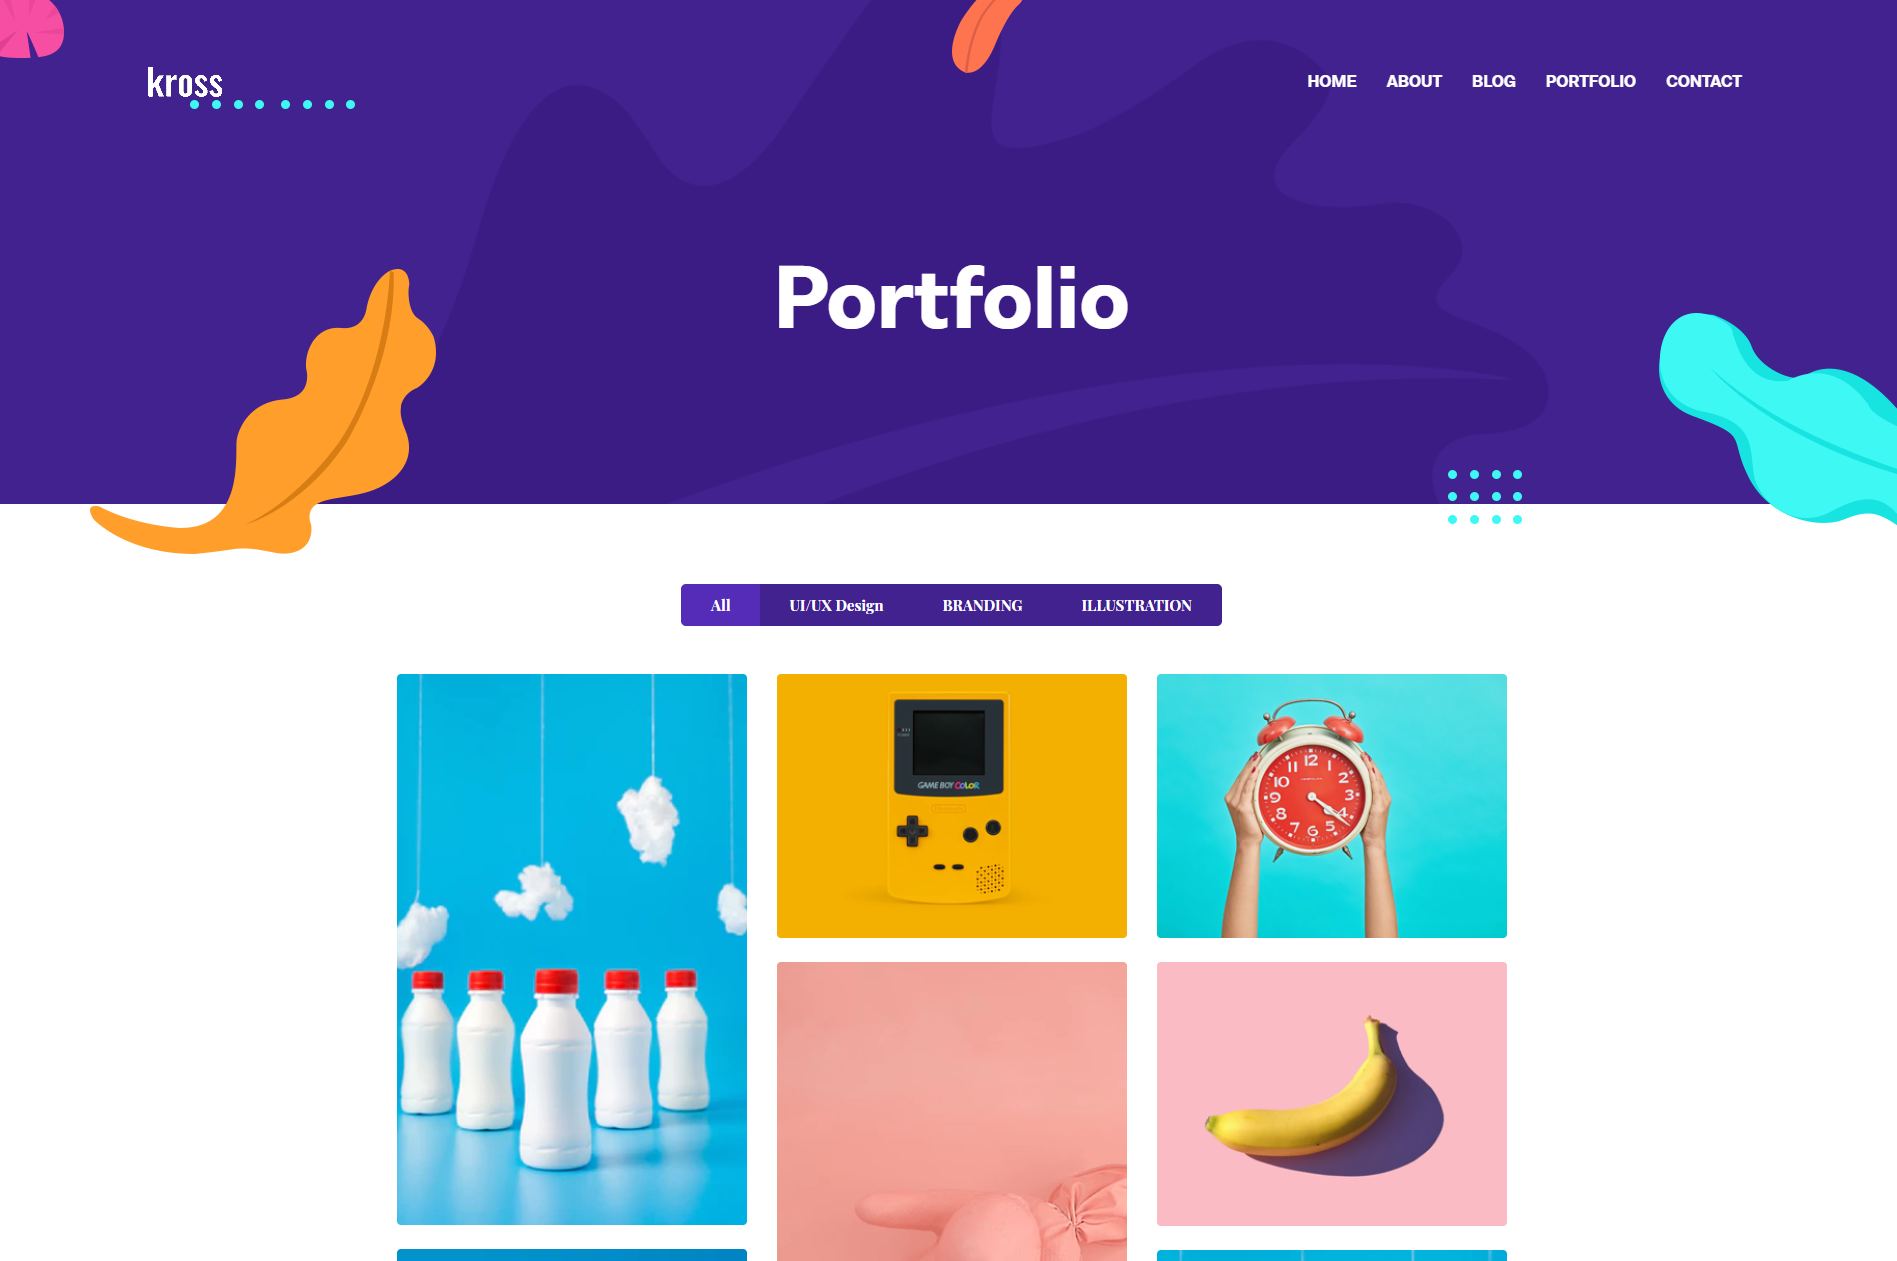 kross
HOME ABOUT BLOG PORTFOLIO CONTACT
Portfolio
All UI/UX Design BRANDING ILLUSTRATION
GAME BOY COLOR
12
11 1
10 2
9 3
8 4
7 5
6